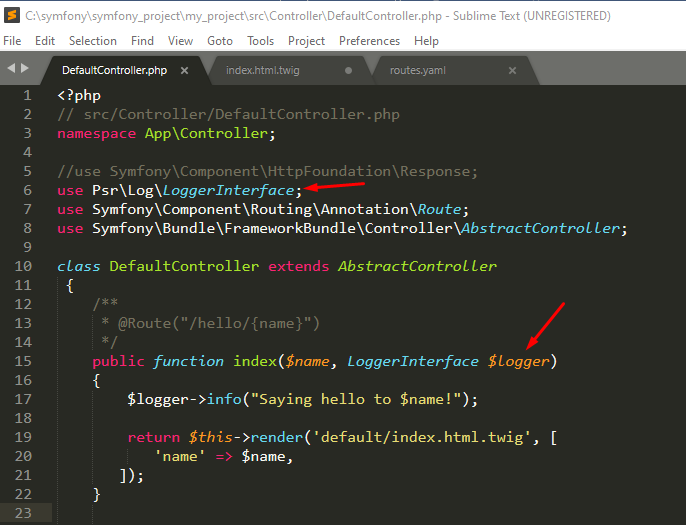 C:\symfony\symfony_project\my_project\src\Controller\DefaultController.php - Sublime Text (UNREGISTERED)
File Edit Selection Find View Goto Tools Project Preferences Help
DefaultController.php index.html.twig routes.yaml
1 <?php
2 // src/Controller/DefaultController.php
3 namespace App\Controller;
4
5 //use Symfony\Component\HttpFoundation\Response;
6 use Psr\Log\LoggerInterface;
7 use Symfony\Component\Routing\Annotation\Route;
8 use Symfony\Bundle\FrameworkBundle\Controller\AbstractController;
9
10 class DefaultController extends AbstractController
11 {
12 /**
13 * @Route("/hello/{name}")
14 */
15 public function index($name, LoggerInterface $logger)
16 {
17 $logger->info("Saying hello to $name!");
18
19 return $this->render('default/index.html.twig', [
20 'name' => $name,
21 ]);
22 }
23